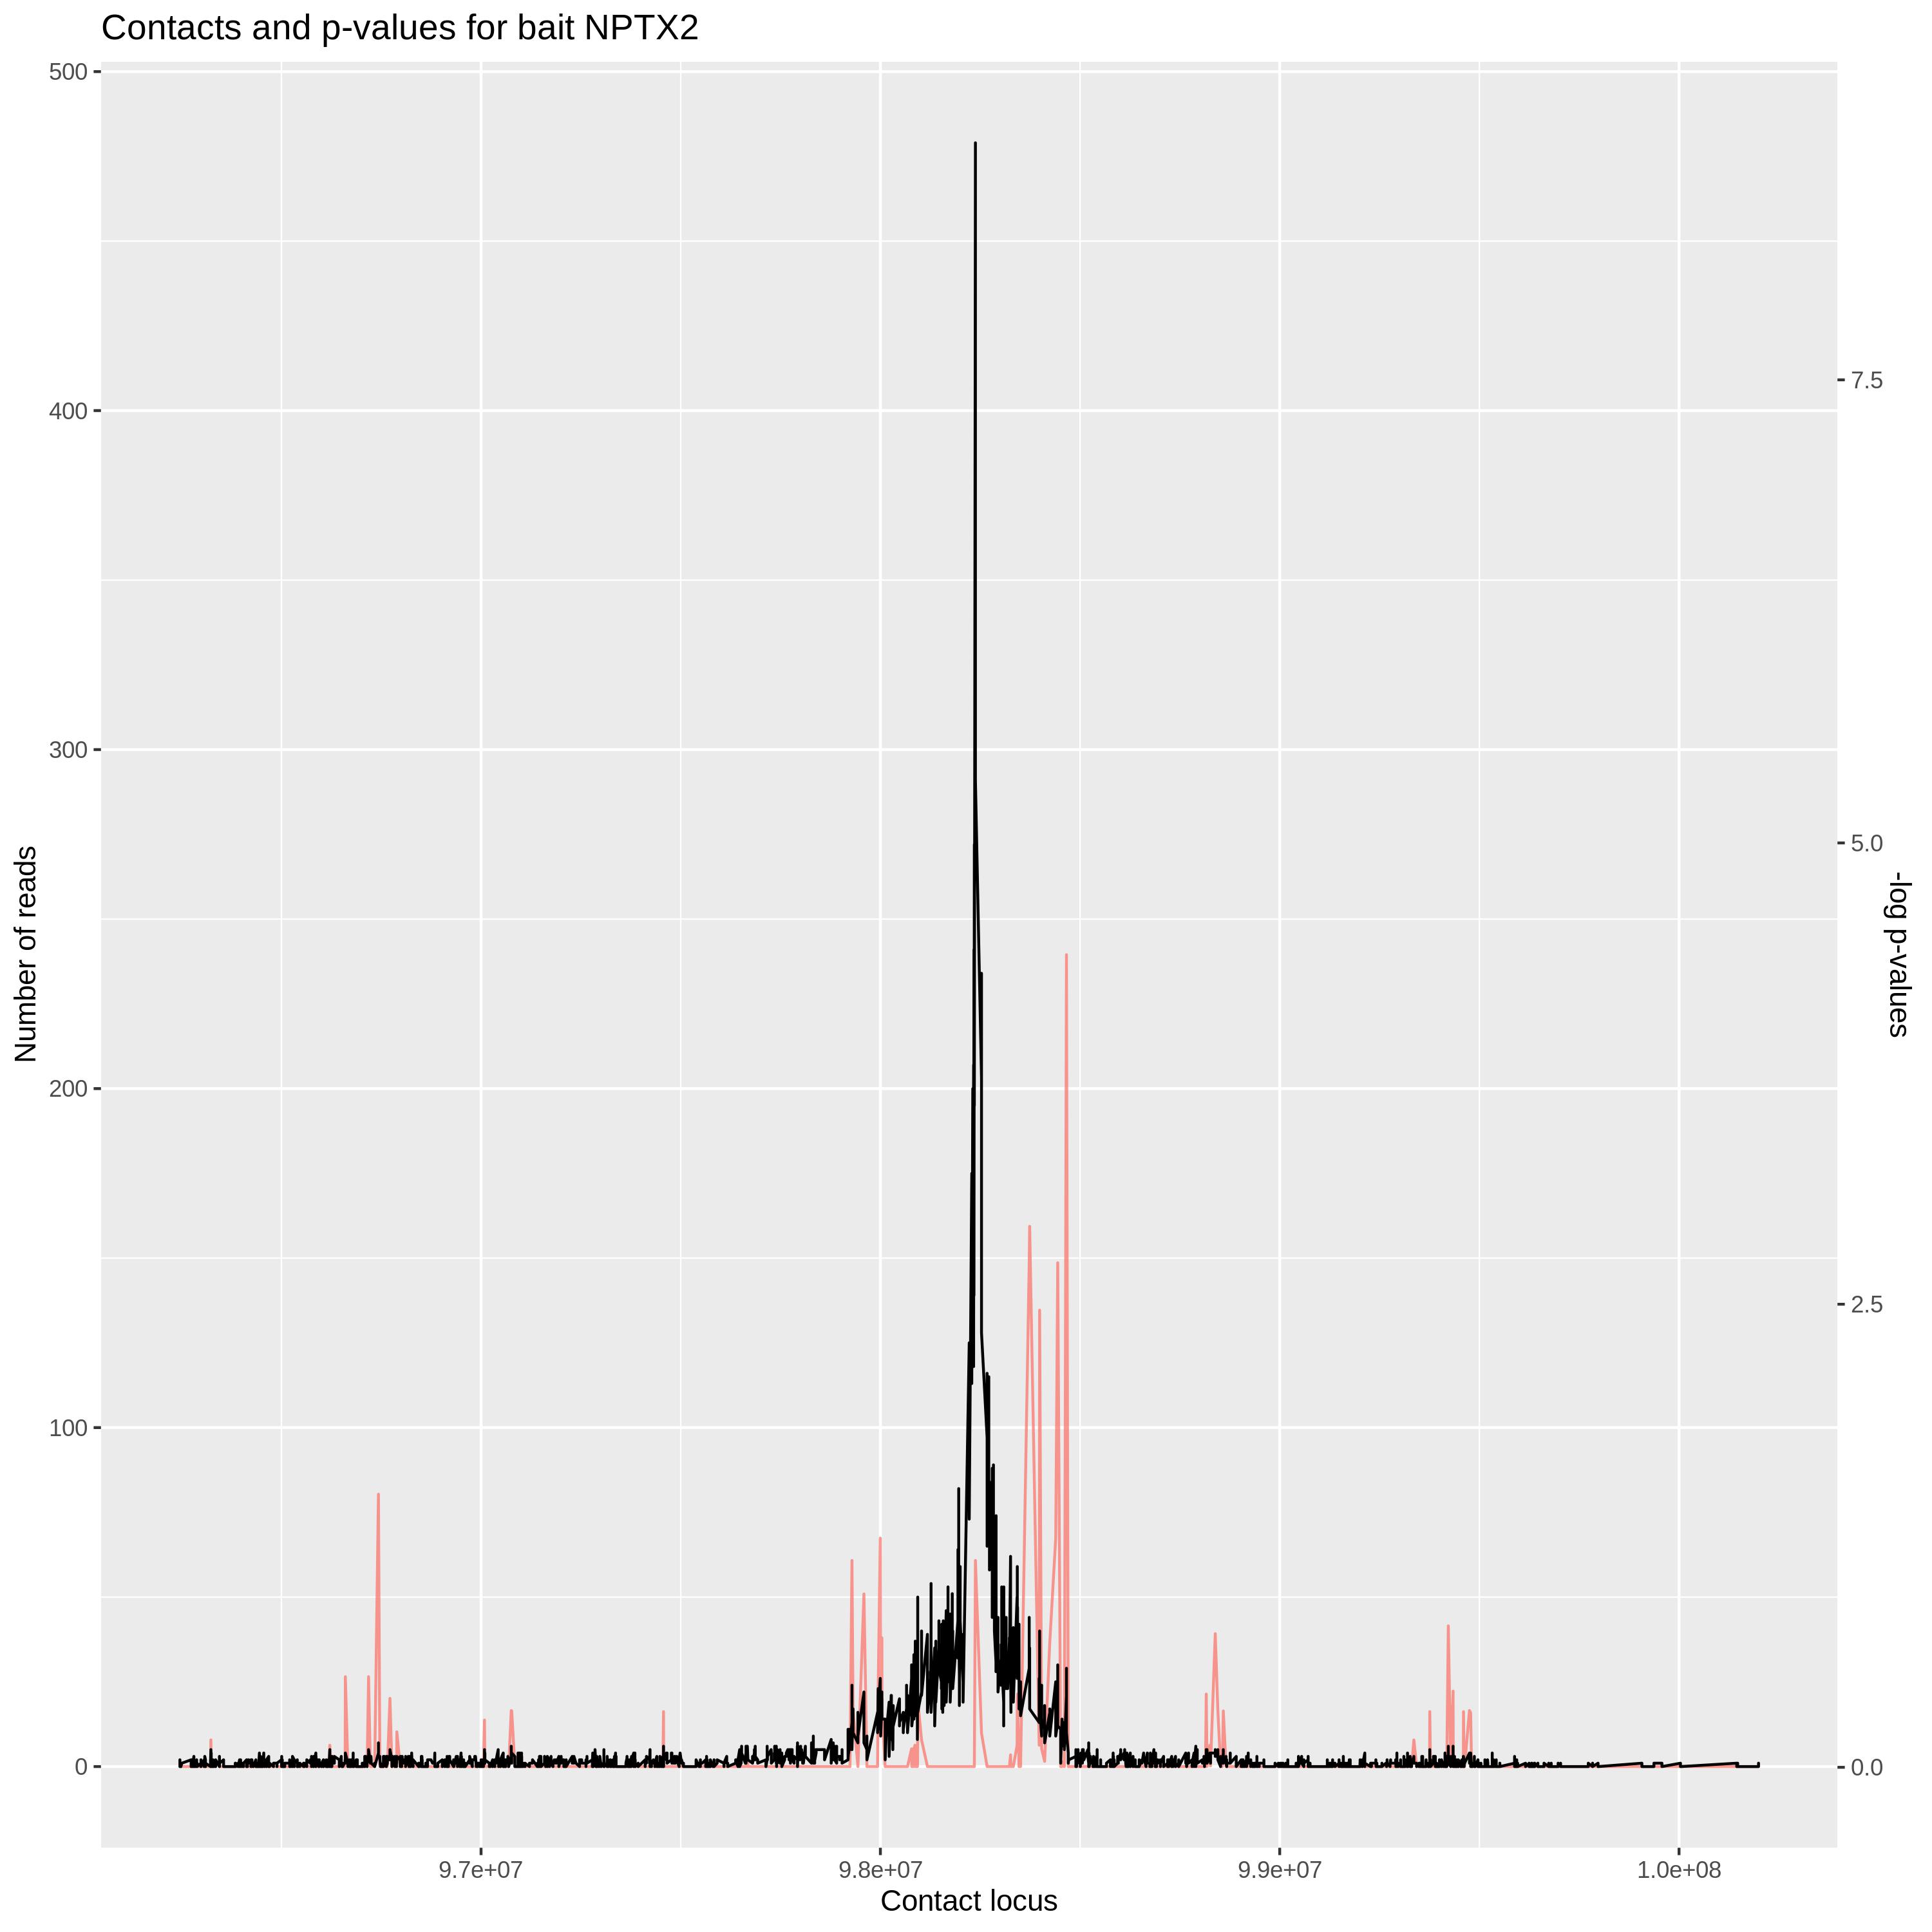 Contacts and p-values for bait NPTX2
500
400
300
200
100
0
Number of reads
7.5
5.0
2.5
0.0
-log p-values
9.7e+07
9.8e+07
9.9e+07
1.0e+08
Contact locus